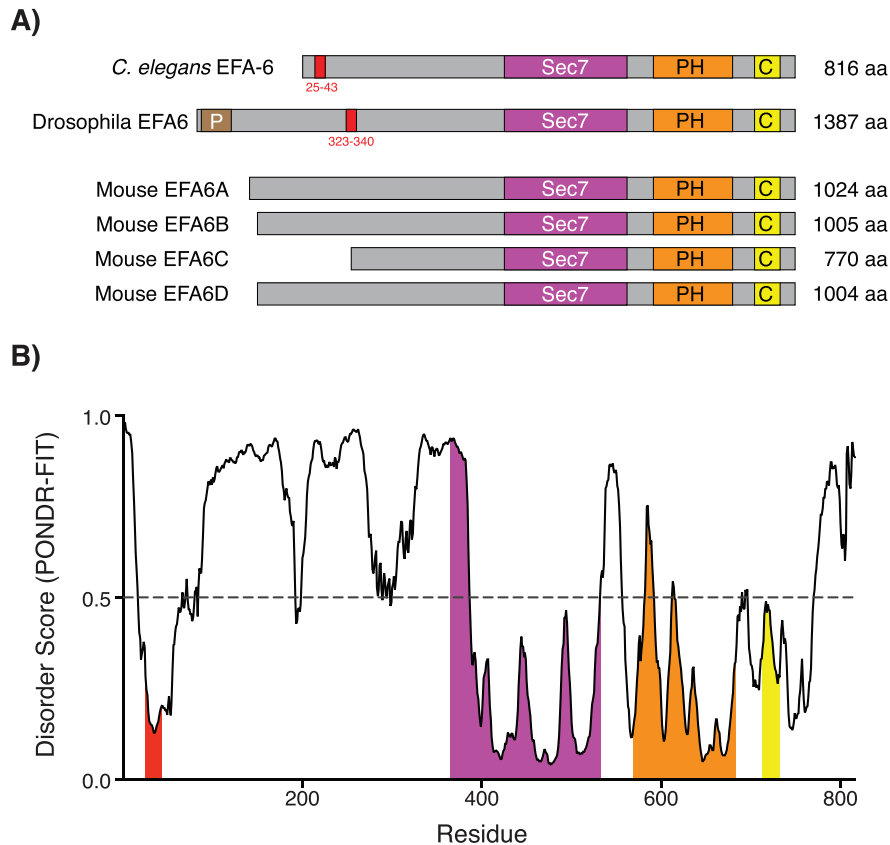 A)
C. elegans EFA-6 Sec7 PH C 816 aa
25-43
Drosophila EFA6 P Sec7 PH C 1387 aa
323-340
Mouse EFA6A Sec7 PH C 1024 aa
Mouse EFA6B Sec7 PH C 1005 aa
Mouse EFA6C Sec7 PH C 770 aa
Mouse EFA6D Sec7 PH C 1004 aa
B)
Disorder Score (PONDR-FIT)
1.0
0.5
0.0
200 400 600 800
Residue